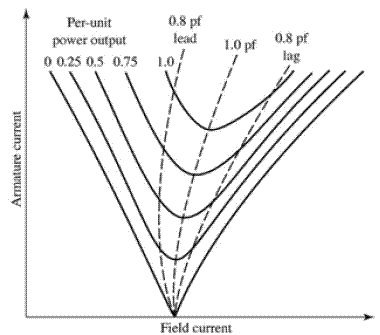 Per-unit
power output
0 0.25 0.5 0.75 1.0
0.8 pf
lead
1.0 pf
0.8 pf
lag
Armature current
Field current